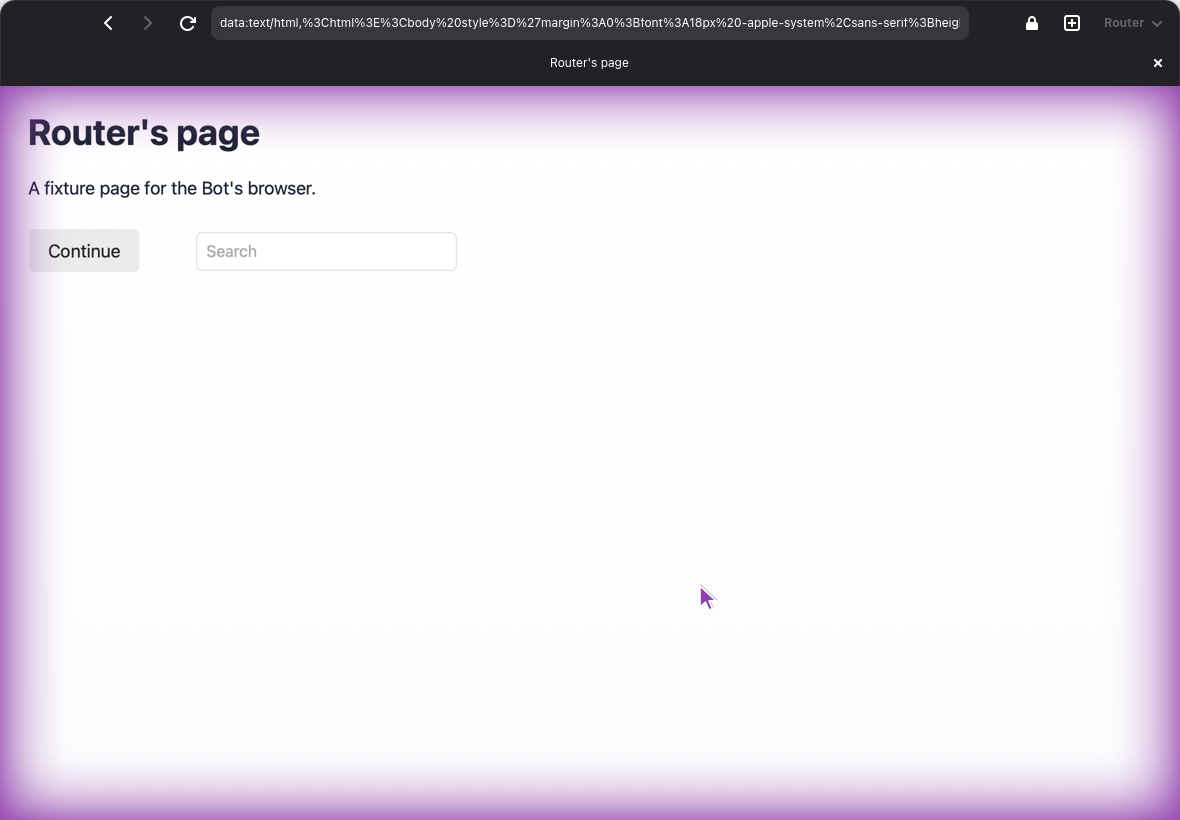 data:text/html,%3Chtml%3E%3Cbody%20style%3D%27margin%3A0%3Bfont%3A18px%20-apple-system%2Csans-serif%3Bheig
Router
Router's page
Router's page
A fixture page for the Bot's browser.
Continue
Search